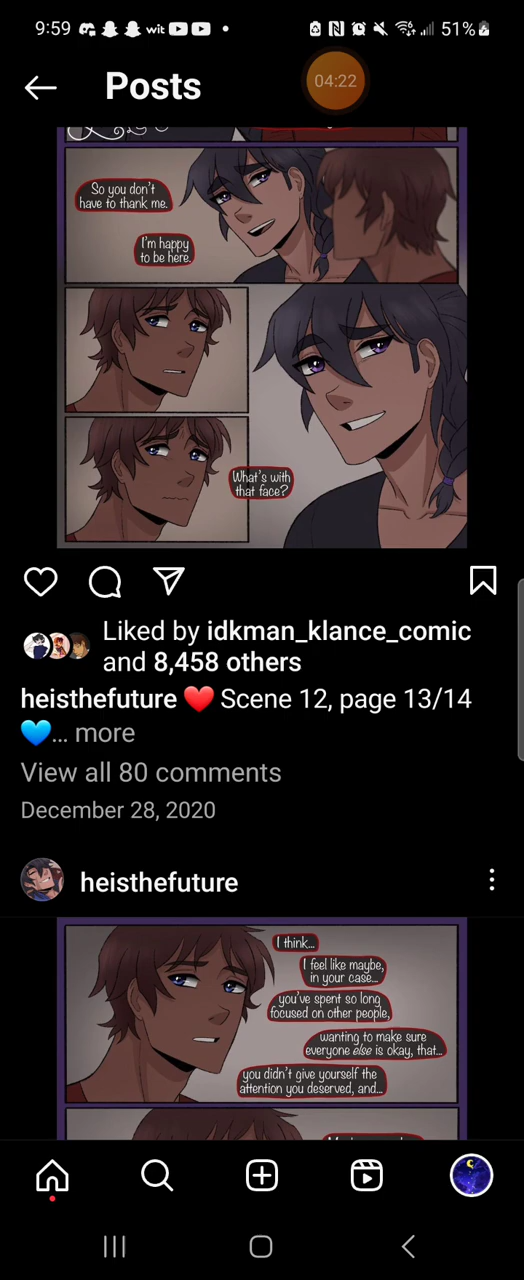 9:59
wit
51%
Posts
04:22
So you don't
have to thank me.
I'm happy
to be here.
What's with
that face?
Liked by idkman_klance_comic
and 8,458 others
heisthefuture ❤️ Scene 12, page 13/14
💙... more
View all 80 comments
December 28, 2020
heisthefuture
I think...
I feel like maybe,
in your case...
you've spent so long
focused on other people,
wanting to make sure
everyone else is okay, that...
you didn't give yourself the
attention you deserved, and...